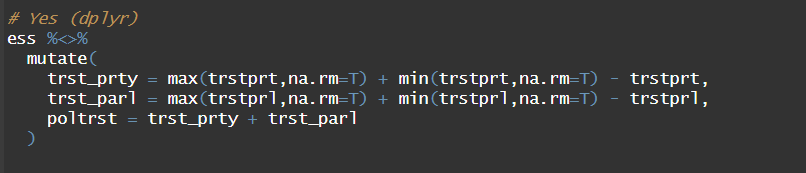 # Yes (dplyr)
ess %<>%
  mutate(
    trst_prty = max(trstprt,na.rm=T) + min(trstprt,na.rm=T) - trstprt,
    trst_parl = max(trstprl,na.rm=T) + min(trstprl,na.rm=T) - trstprl,
    poltrst = trst_prty + trst_parl
  )